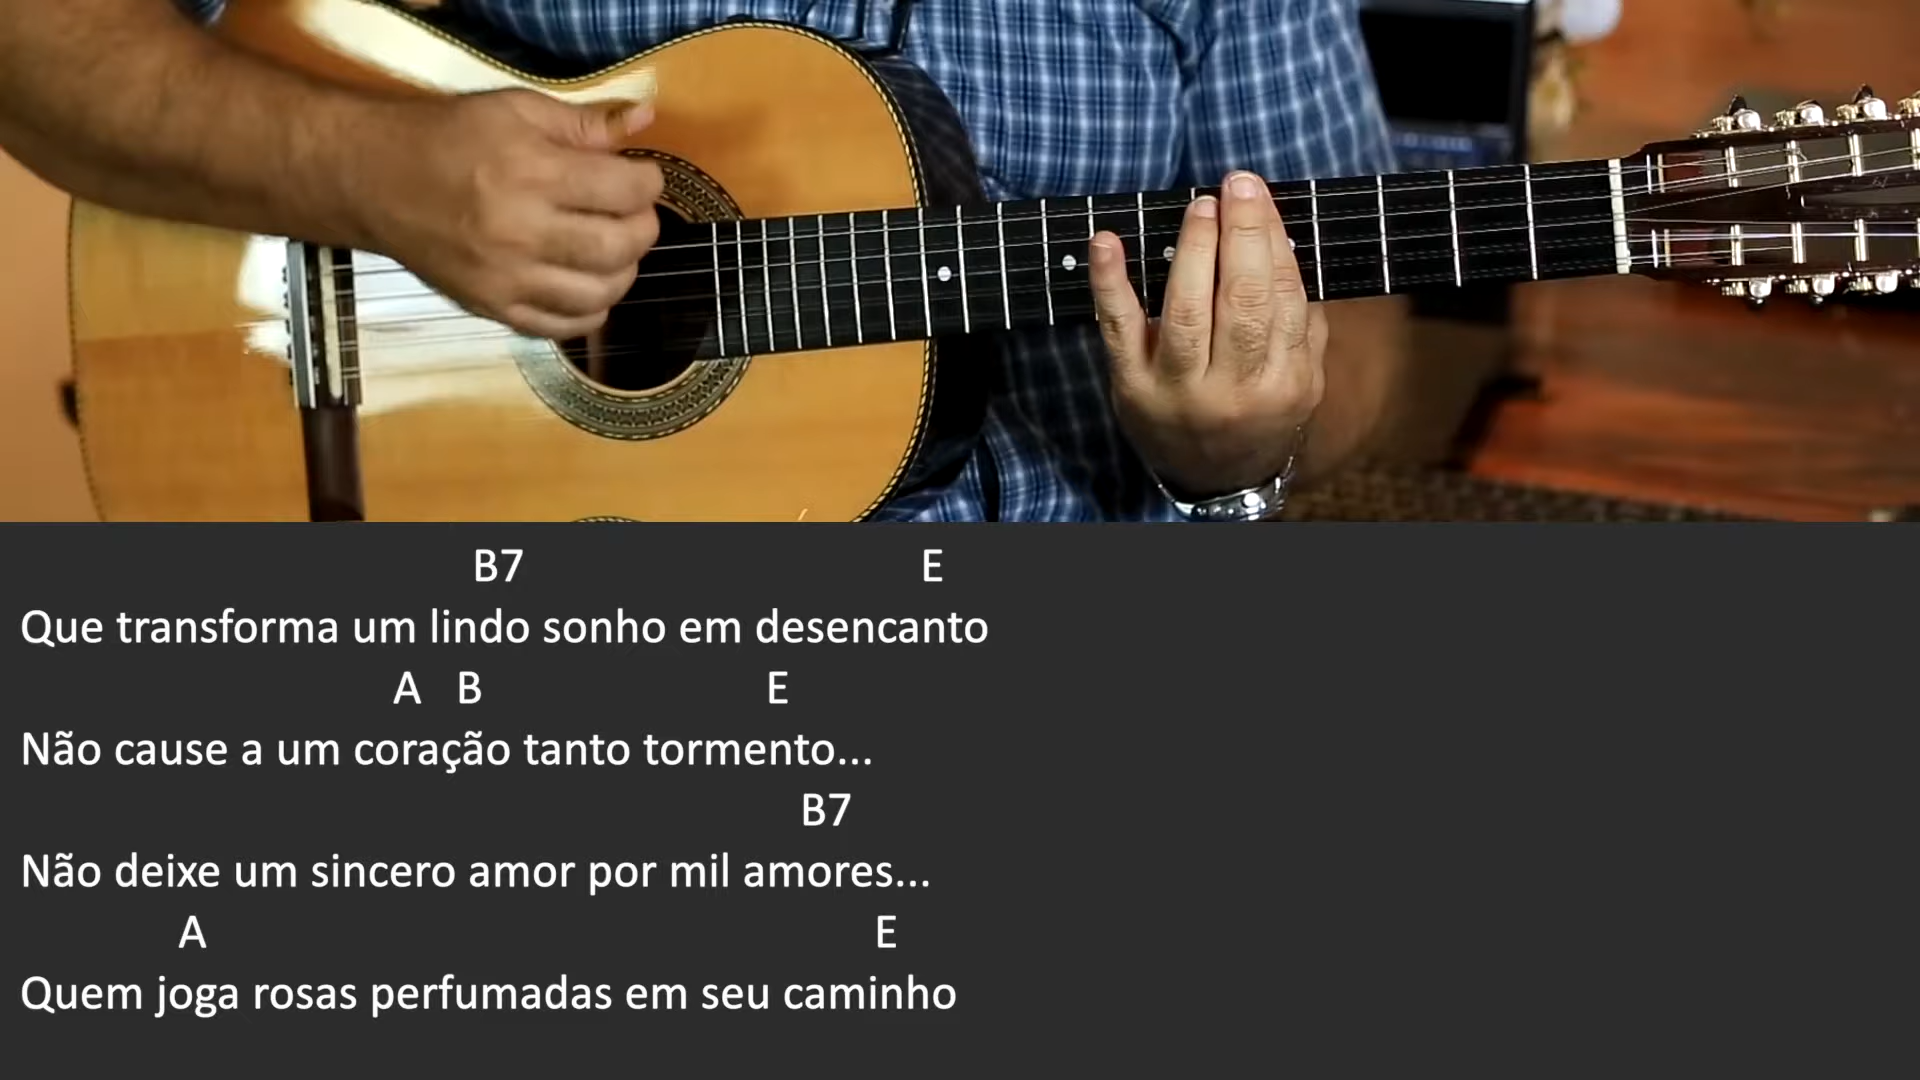 B7 E
Que transforma um lindo sonho em desencanto
A B E
Não cause a um coração tanto tormento...
B7
Não deixe um sincero amor por mil amores...
A E
Quem joga rosas perfumadas em seu caminho